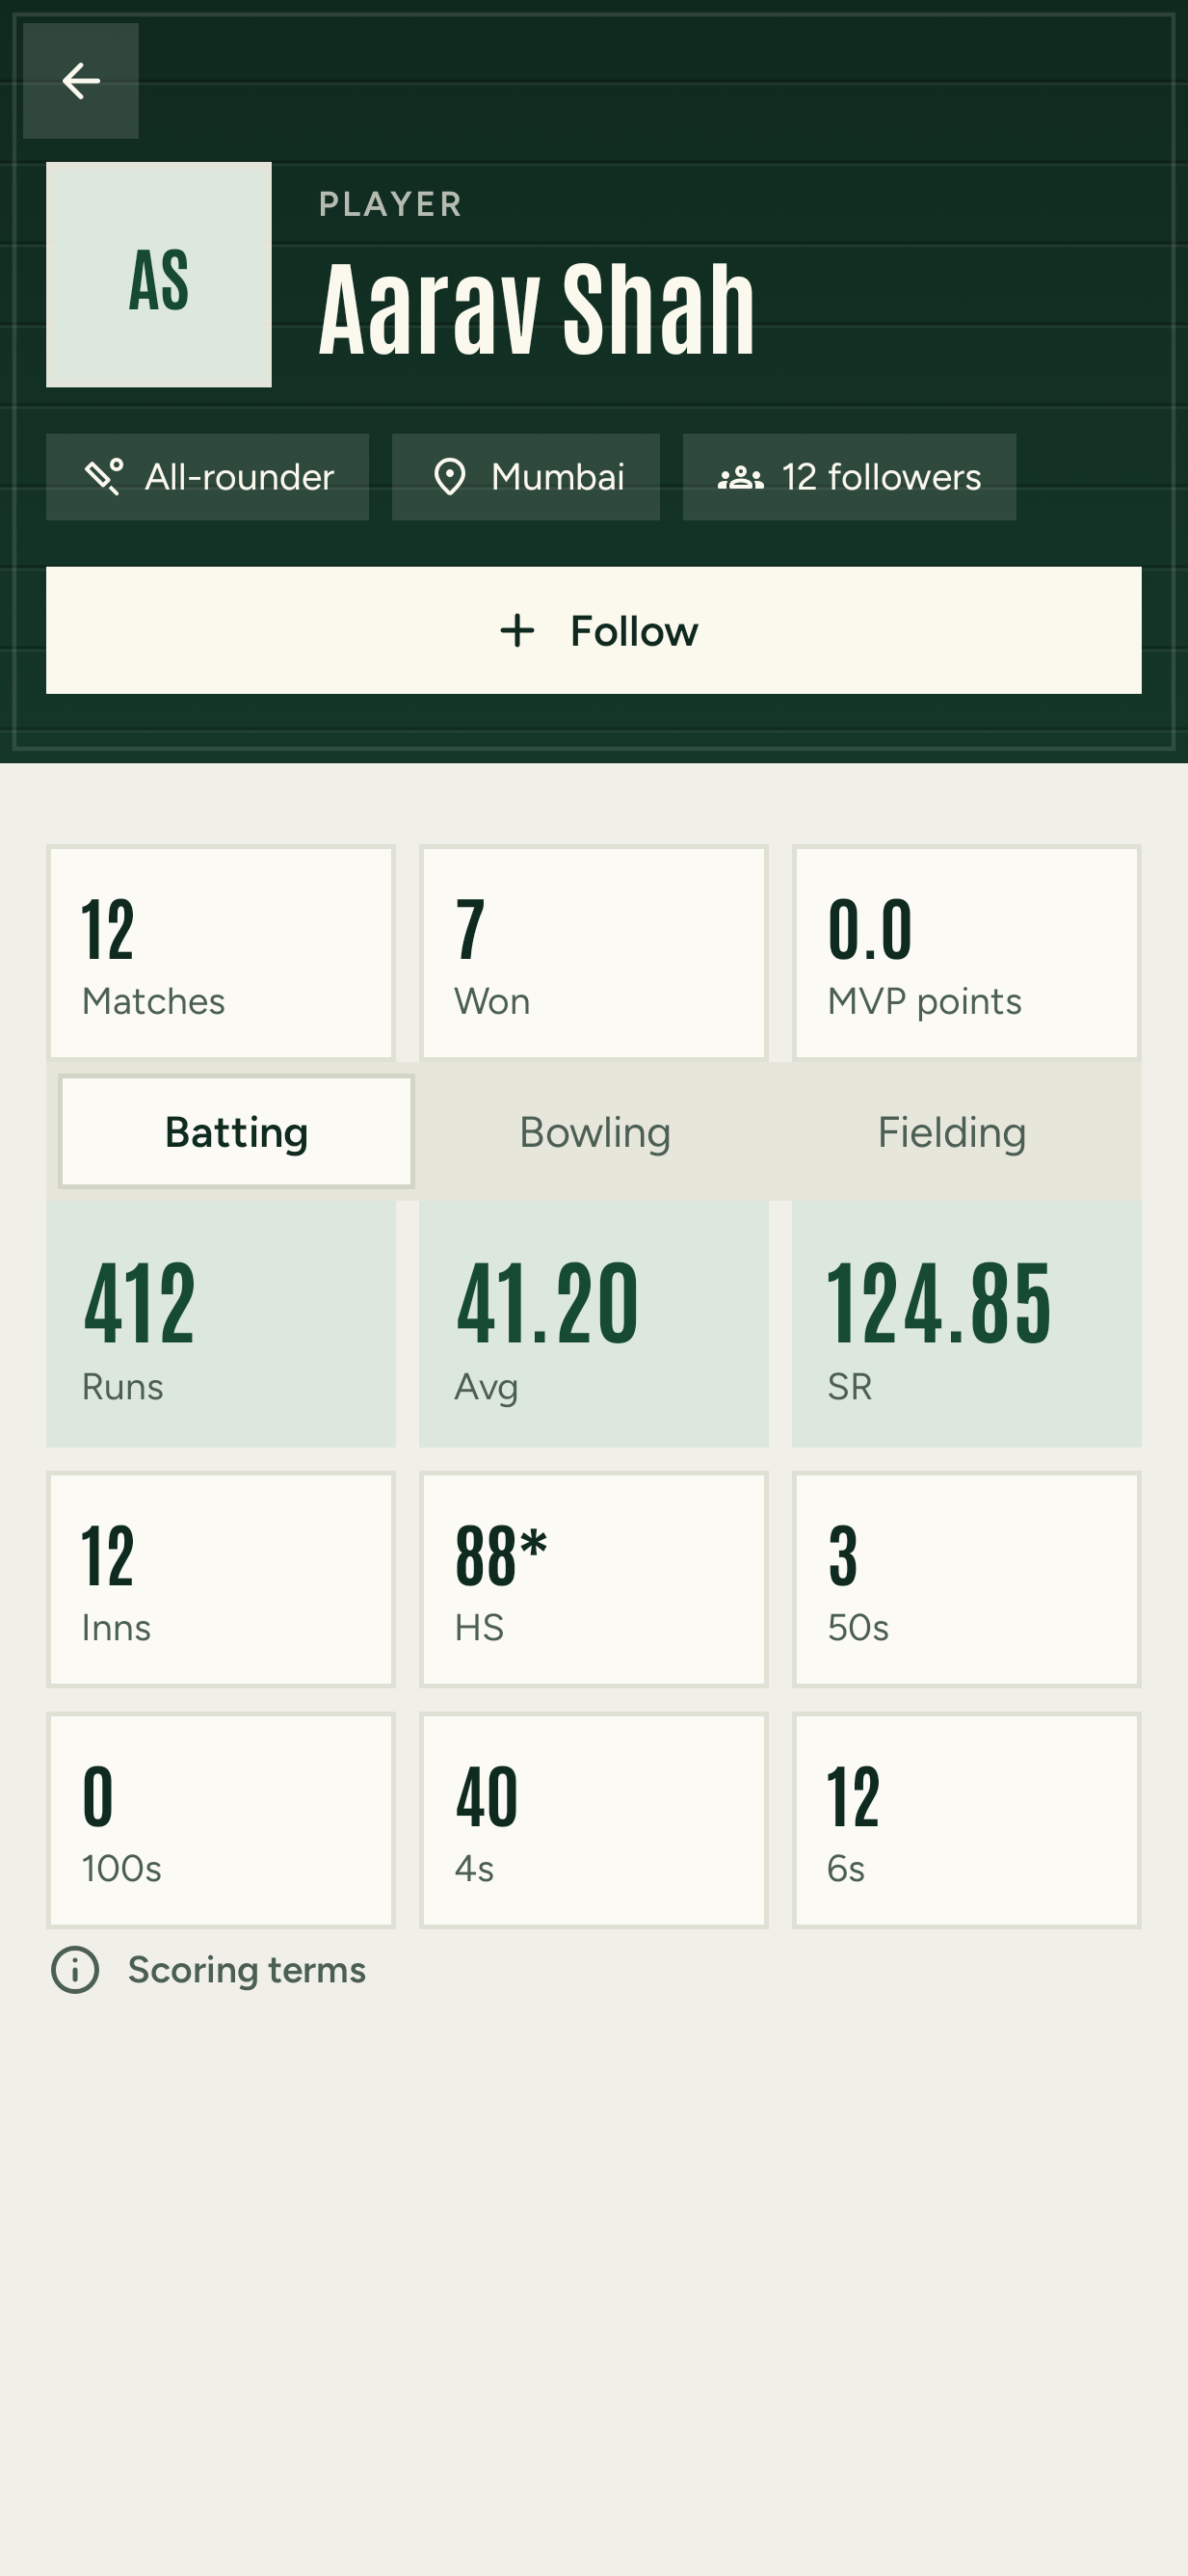 PLAYER
AS
Aarav Shah
All-rounder Mumbai 12 followers
+ Follow
12 7 0.0
Matches Won MVP points
Batting Bowling Fielding
412 41.20 124.85
Runs Avg SR
12 88* 3
Inns HS 50s
0 40 12
100s 4s 6s
Scoring terms